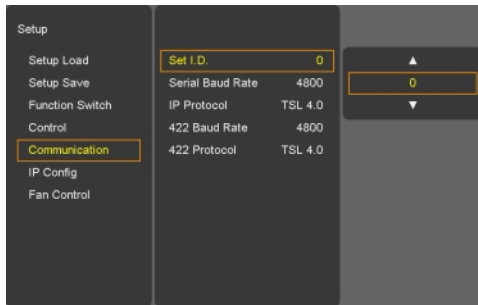 Setup
Setup Load
Setup Save
Function Switch
Control
Communication
IP Config
Fan Control
Set I.D. 0
Serial Baud Rate 4800
IP Protocol TSL 4.0
422 Baud Rate 4800
422 Protocol TSL 4.0
▲
0
▼